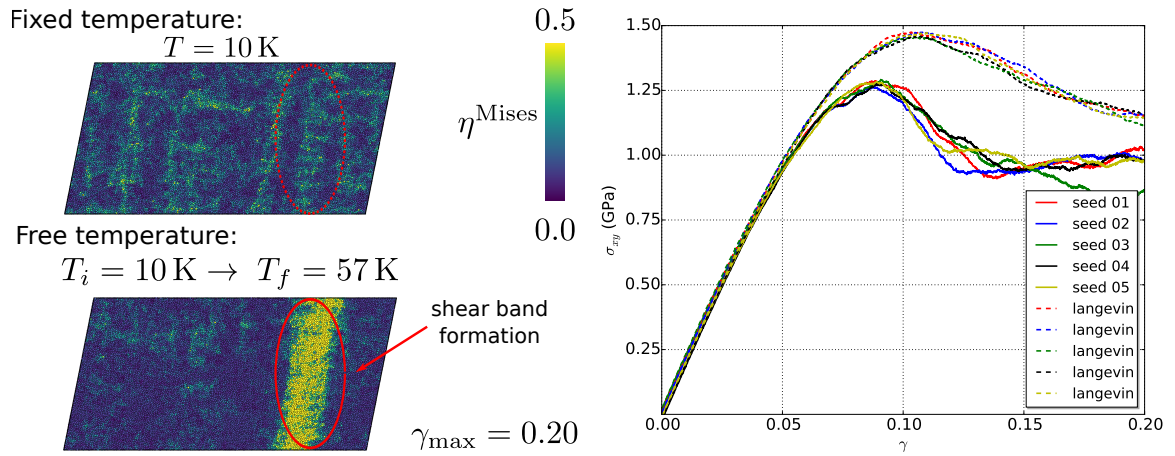 Fixed temperature:
T = 10 K
0.5
η^Mises
0.0
Free temperature:
T_i = 10 K → T_f = 57 K
shear band
formation
γ_max = 0.20
1.50
1.25
1.00
0.75
0.50
0.25
0
0.00
0.05
0.10
0.15
0.20
σ_xy (GPa)
γ
seed 01
seed 02
seed 03
seed 04
seed 05
langevin
langevin
langevin
langevin
langevin